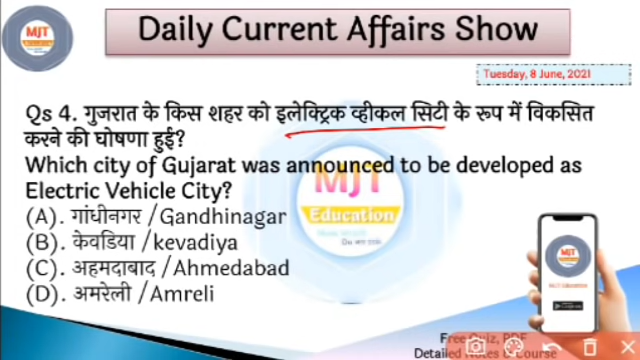 MJT
Daily Current Affairs Show
Tuesday, 8 June, 2021
Qs 4. गुजरात के किस शहर को इलेक्ट्रिक व्हीकल सिटी के रूप में विकसित
करने की घोषणा हुई?
Which city of Gujarat was announced to be developed as
Electric Vehicle City?
MJT
Education
(A). गांधीनगर /Gandhinagar
(B). केवडिया /kevadiya
(C). अहमदाबाद /Ahmedabad
(D). अमरेली /Amreli
Free Quiz, PDF
Detailed Notes & Course